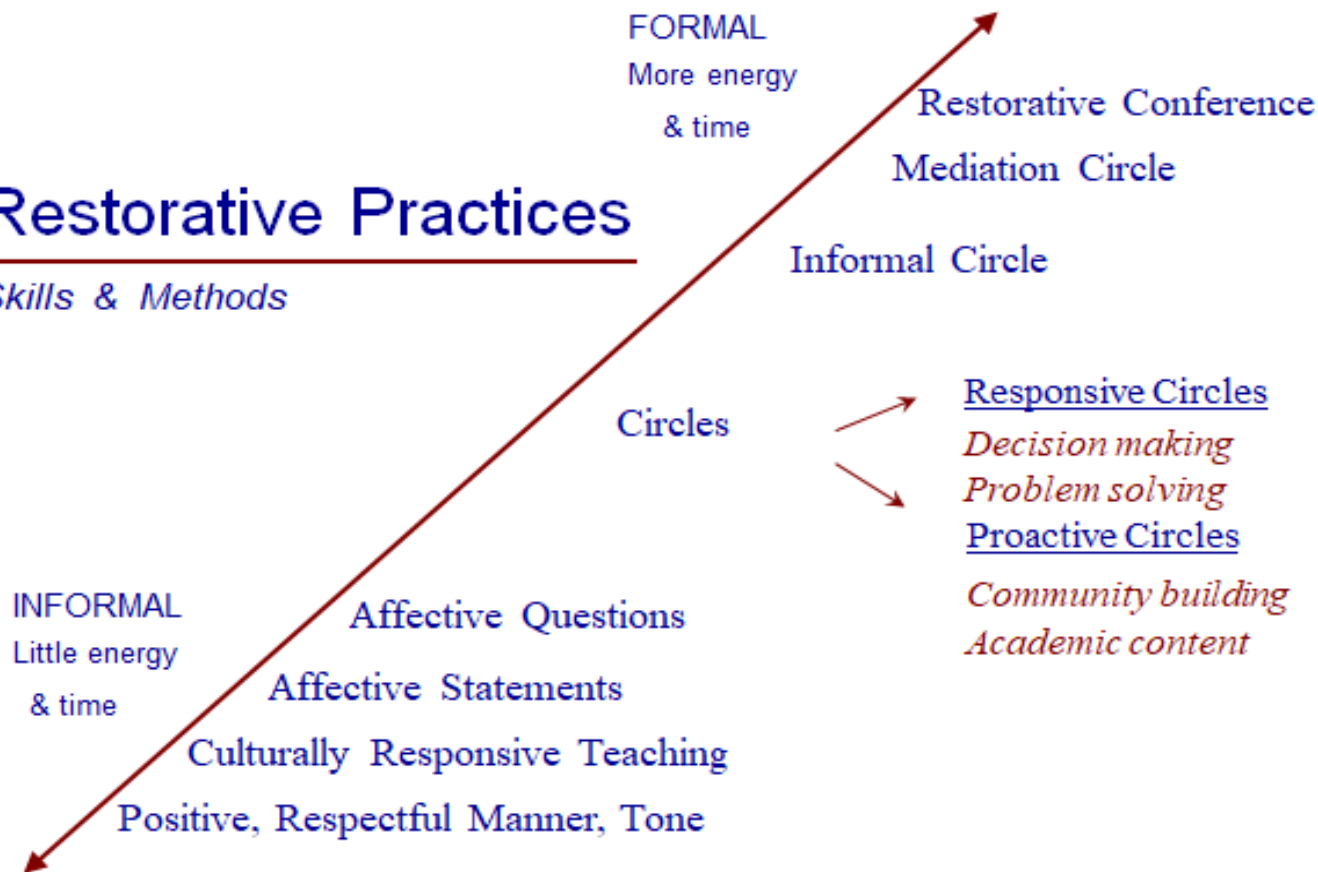 FORMAL
More energy
& time
Restorative Conference
Mediation Circle
Restorative Practices
Informal Circle
Skills & Methods
Circles
Responsive Circles
Decision making
Problem solving
Proactive Circles
Community building
Academic content
INFORMAL
Little energy
& time
Affective Questions
Affective Statements
Culturally Responsive Teaching
Positive, Respectful Manner, Tone